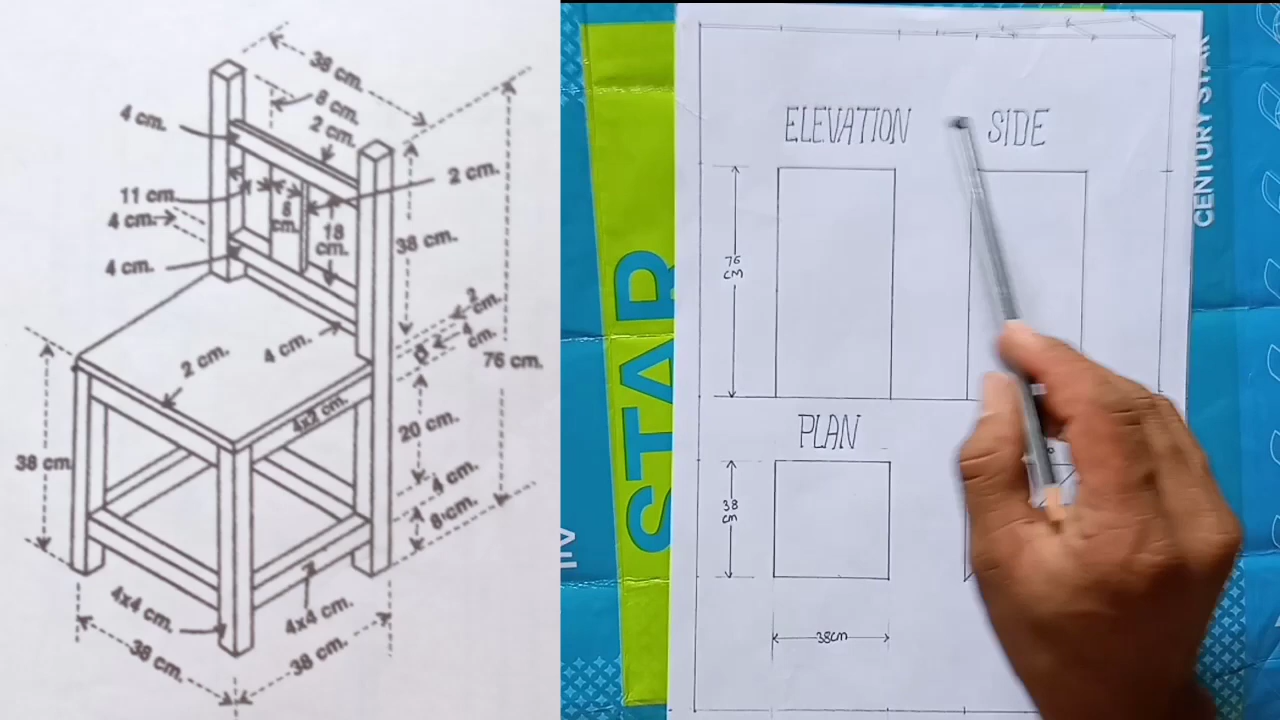 38 cm.
8 cm.
2 cm.
4 cm.
2 cm.
11 cm.
8 cm.
18 cm.
4 cm.
38 cm.
4 cm.
2 cm.
4 cm.
4 cm.
76 cm.
2 cm.
4x2 cm.
20 cm.
38 cm
4 cm.
8 cm.
4x4 cm.
4x4 cm.
38 cm.
38 cm.
ELEVATION
SIDE
76
CM
PLAN
38
cm
38cm
STAR
CENTURY STAR